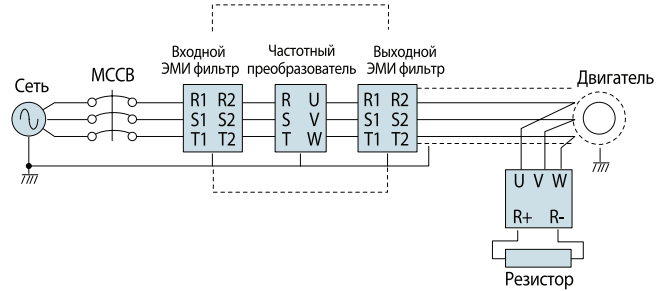 Сеть
МССВ
Входной
ЭМИ фильтр
Частотный
преобразователь
Выходной
ЭМИ фильтр
Двигатель
R1 R2
S1 S2
T1 T2
R U
S V
T W
R1 R2
S1 S2
T1 T2
U V W
R+ R-
Резистор